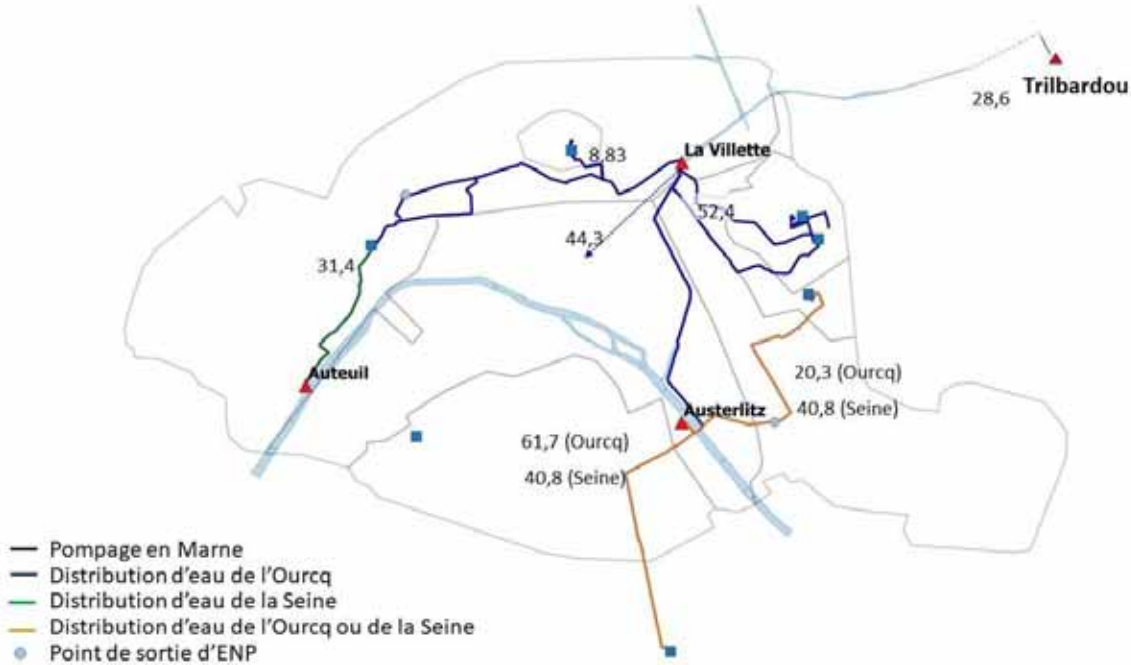 Trilbardou
28,6
La Villette
8,83
52,4
44,3
31,4
Auteuil
20,3 (Ourcq)
40,8 (Seine)
Austerlitz
61,7 (Ourcq)
40,8 (Seine)
Pompage en Marne
Distribution d'eau de l'Ourcq
Distribution d'eau de la Seine
Distribution d'eau de l'Ourcq ou de la Seine
Point de sortie d'ENP